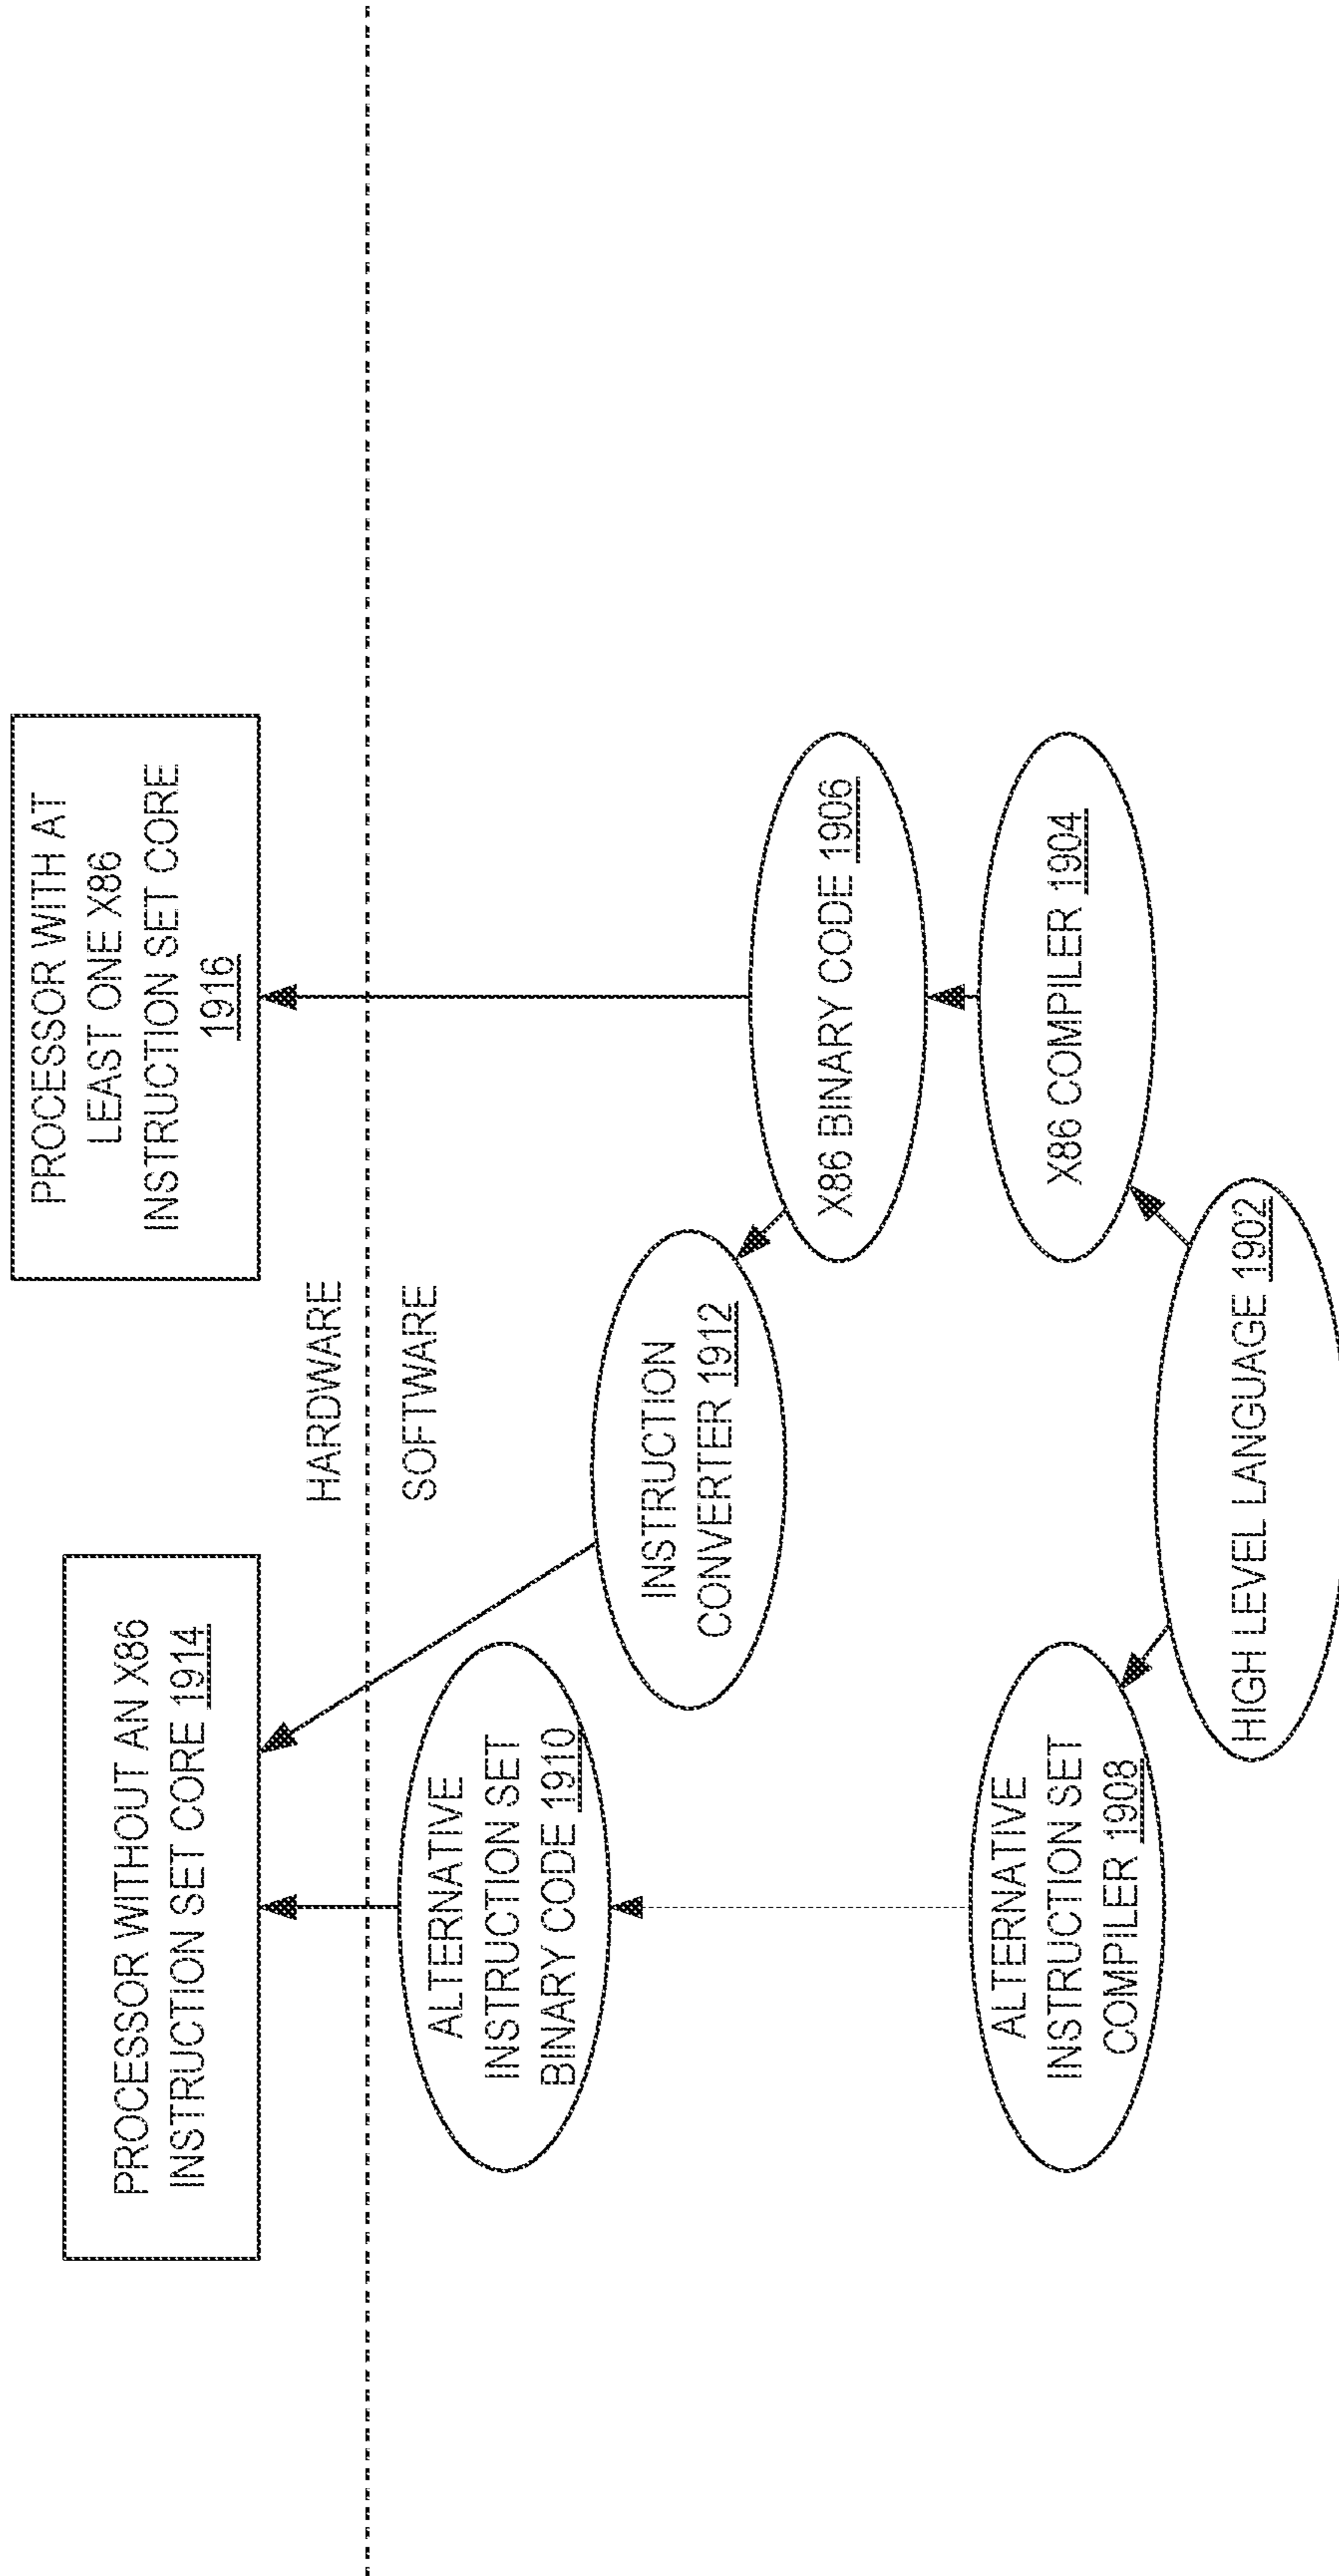 PROCESSOR WITHOUT AN X86
INSTRUCTION SET CORE 1914
PROCESSOR WITH AT
LEAST ONE X86
INSTRUCTION SET CORE
1916
HARDWARE
SOFTWARE
ALTERNATIVE
INSTRUCTION SET
BINARY CODE 1910
INSTRUCTION
CONVERTER 1912
X86 BINARY CODE 1906
ALTERNATIVE
INSTRUCTION SET
COMPILER 1908
X86 COMPILER 1904
HIGH LEVEL LANGUAGE 1902